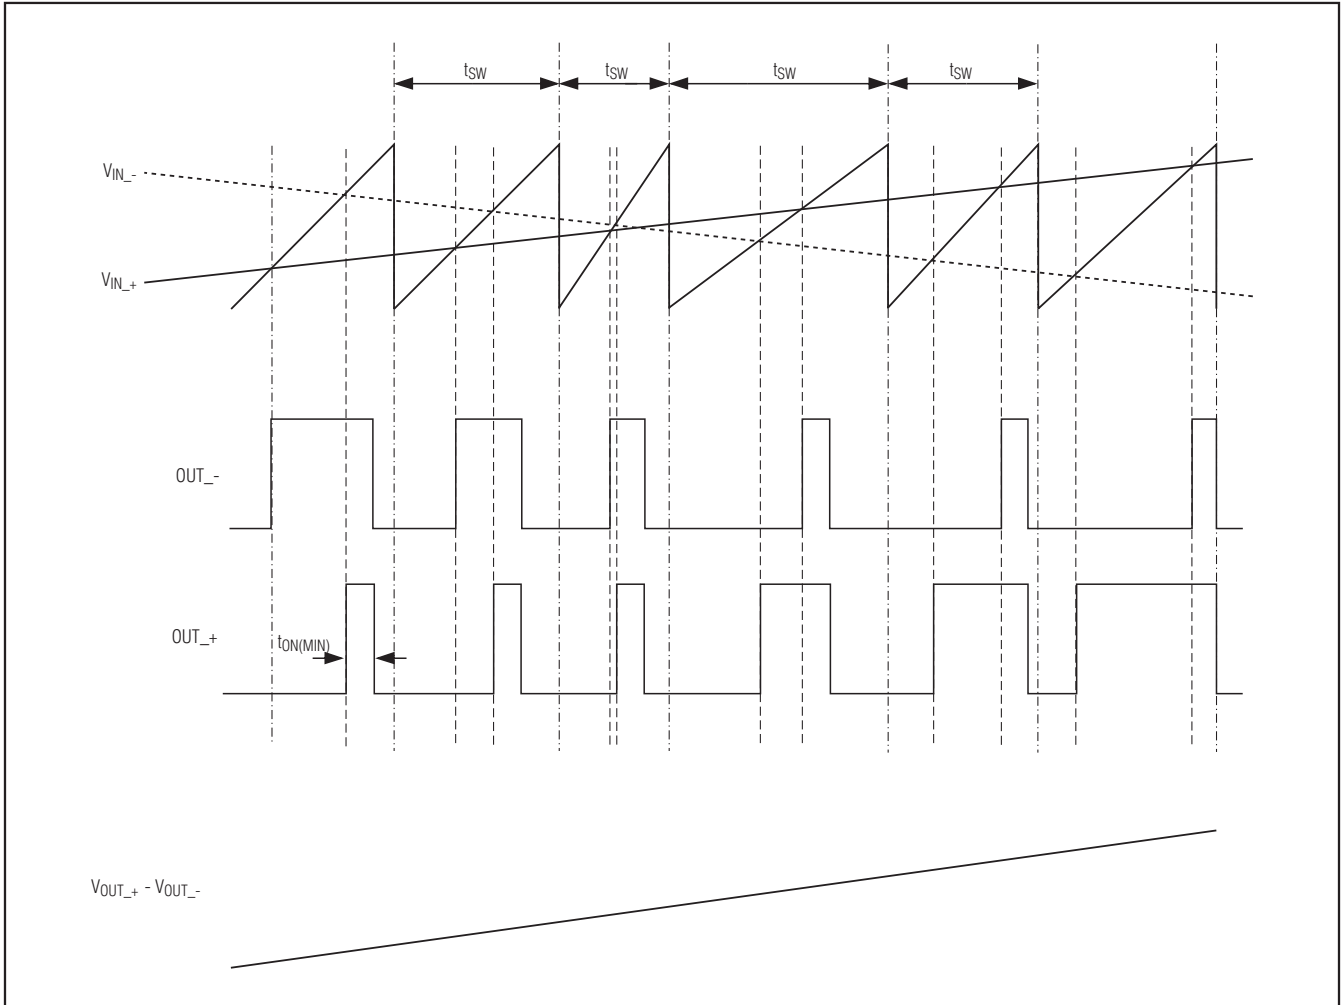 tSW tSW tSW tSW
VIN_-
VIN_+
OUT_-
OUT_+
tON(MIN)
VOUT_+ - VOUT_-